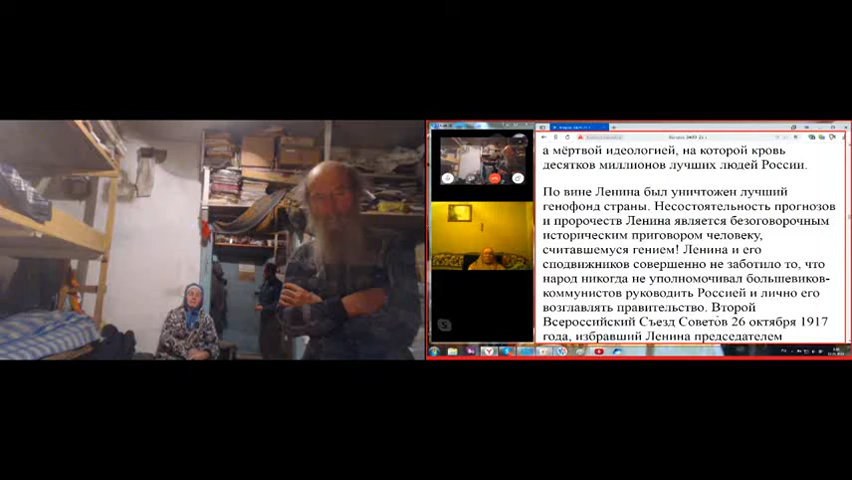 а мёртвой идеологией, на которой кровь
десятков миллионов лучших людей России.
По вине Ленина был уничтожен лучший
генофонд страны. Несостоятельность прогнозов
и пророчеств Ленина является безоговорочным
историческим приговором человеку,
считавшемуся гением! Ленина и его
сподвижников совершенно не заботило то, что
народ никогда не уполномочивал большевиков-
коммунистов руководить Россией и лично его
возглавлять правительство. Второй
Всероссийский Съезд Советов 26 октября 1917
года, избравший Ленина председателем